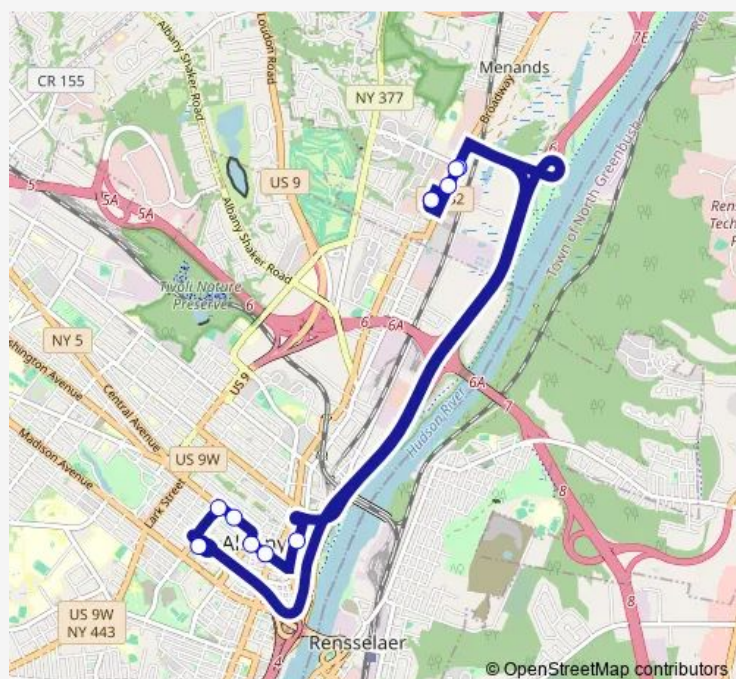 Menands
7E
CR 155
Albany Shaker Road
Loudon Road
NY 377
Broadway
6
Town of North Greenbush
US 9
5
5A
5A
Albany Shaker Road
Tivoli Nature
Preserve
6
6
6A
NY 5
US 9
6A
7
Hudson River
Washington Avenue
Central Avenue
Madison Avenue
US 9W
Lark Street
8
8
US 9W
NY 443
Rensselaer
© OpenStreetMap contributors